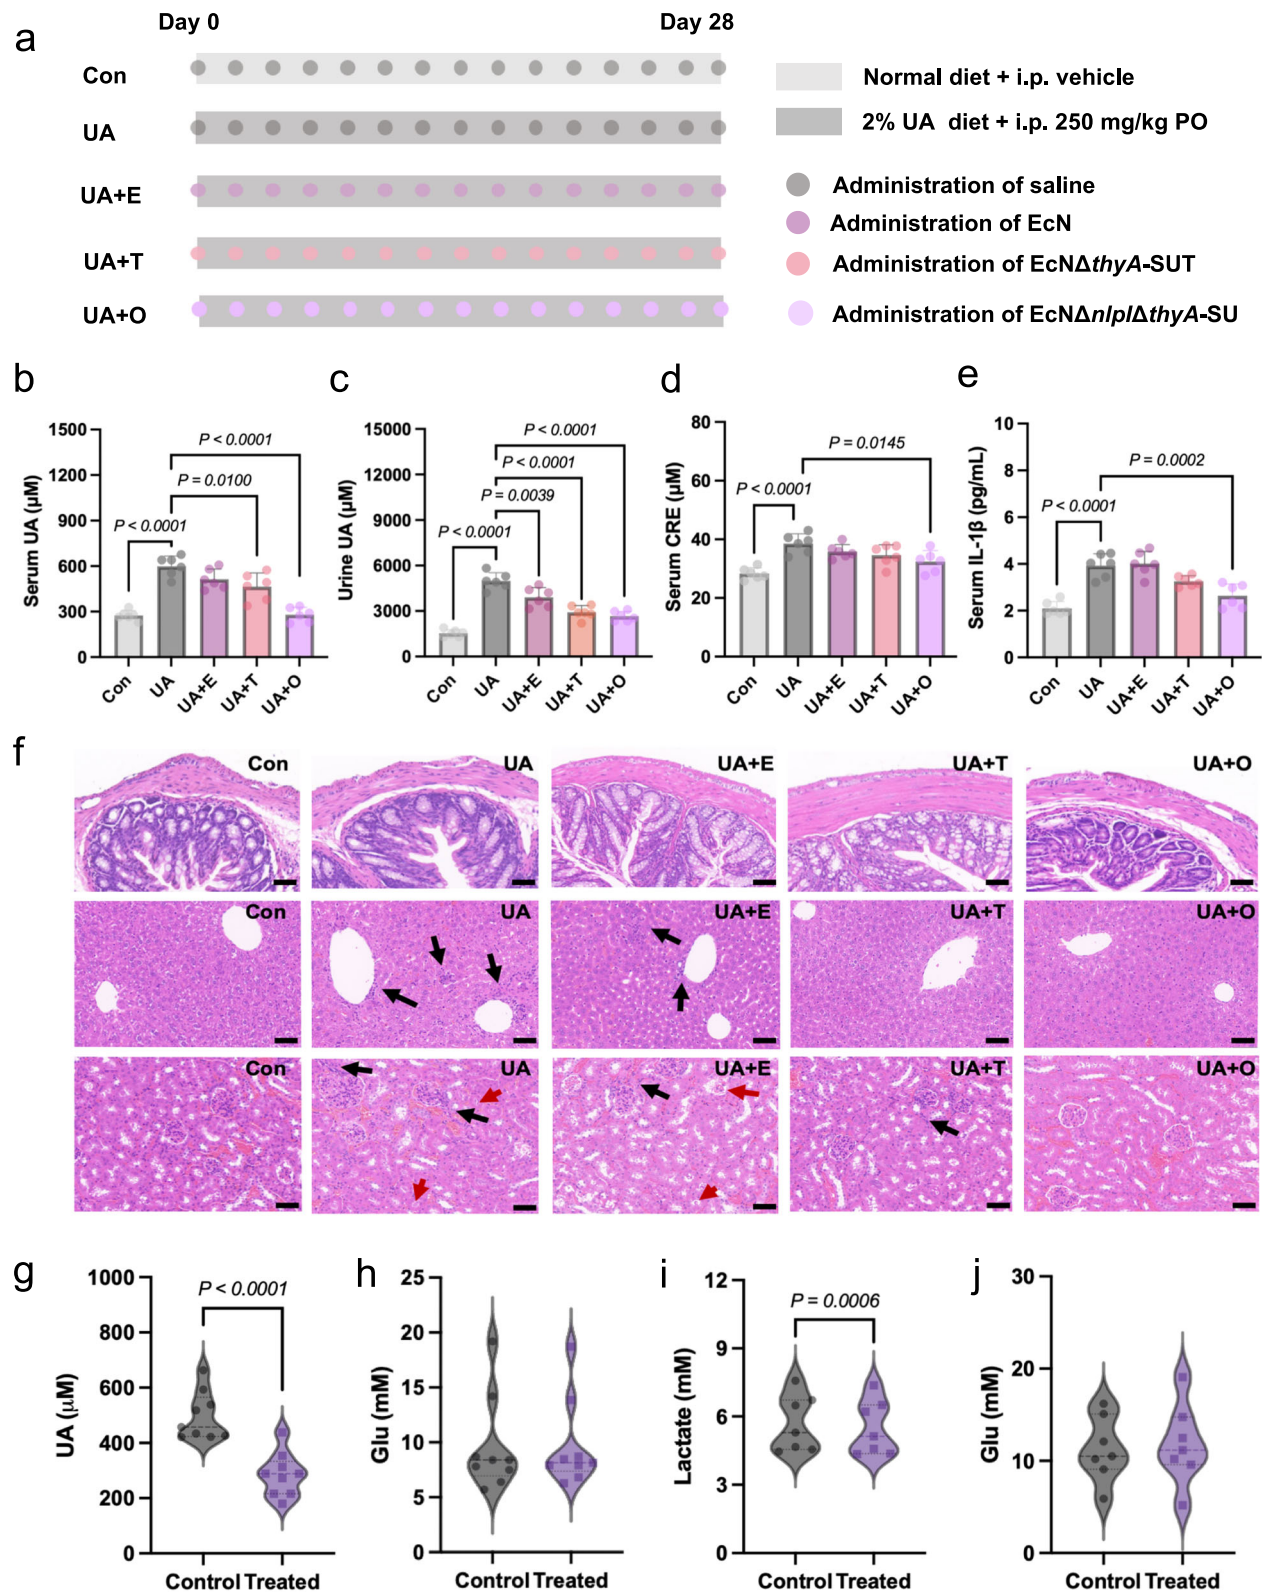 a
Day 0 Day 28
Con
UA
UA+E
UA+T
UA+O
Normal diet + i.p. vehicle
2% UA diet + i.p. 250 mg/kg PO
Administration of saline
Administration of EcN
Administration of EcNΔthyA-SUT
Administration of EcNΔnlpIΔthyA-SU
b
Serum UA (µM)
1500
1200
900
600
300
0
P < 0.0001
P = 0.0100
P < 0.0001
Con UA UA+E UA+T UA+O
c
Urine UA (µM)
15000
12000
9000
6000
3000
0
P < 0.0001
P < 0.0001
P = 0.0039
P < 0.0001
Con UA UA+E UA+T UA+O
d
Serum CRE (µM)
80
60
40
20
0
P = 0.0145
P < 0.0001
Con UA UA+E UA+T UA+O
e
Serum IL-1β (pg/mL)
10
8
6
4
2
0
P = 0.0002
P < 0.0001
Con UA UA+E UA+T UA+O
f
Con UA UA+E UA+T UA+O
Con UA UA+E UA+T UA+O
Con UA UA+E UA+T UA+O
g
UA (µM)
1000
800
600
400
200
0
P < 0.0001
Control Treated
h
Glu (mM)
25
20
15
10
5
0
Control Treated
i
Lactate (mM)
12
9
6
3
0
P = 0.0006
Control Treated
j
Glu (mM)
30
20
10
0
Control Treated